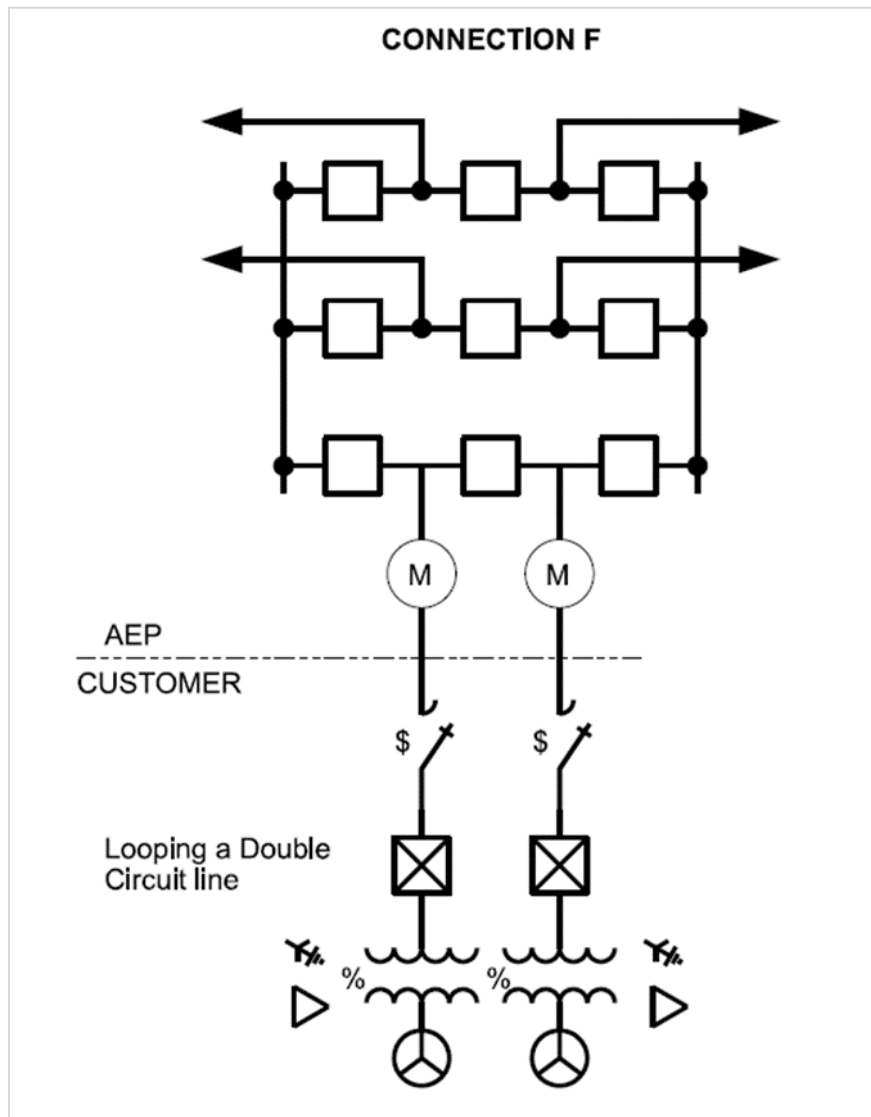 CONNECTION F
M
M
AEP
CUSTOMER
$
$
Looping a Double
Circuit line
%
%